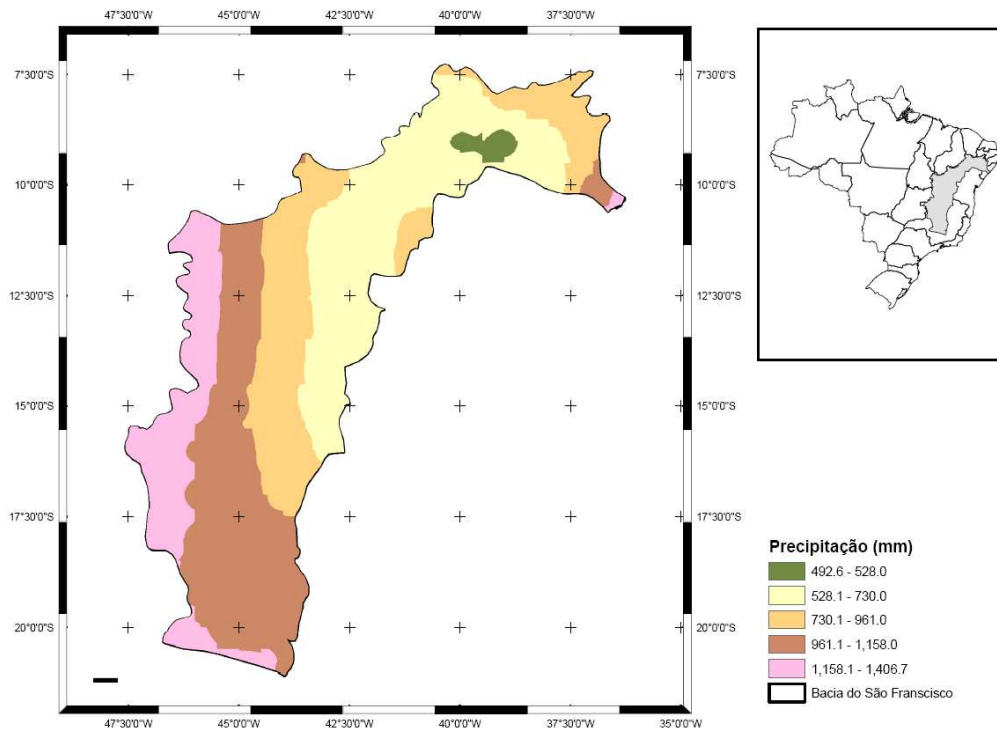 47°30'0"W 45°0'0"W 42°30'0"W 40°0'0"W 37°30'0"W
7°30'0"S 7°30'0"S
10°0'0"S 10°0'0"S
12°30'0"S 12°30'0"S
15°0'0"S 15°0'0"S
17°30'0"S 17°30'0"S
20°0'0"S 20°0'0"S
47°30'0"W 45°0'0"W 42°30'0"W 40°0'0"W 37°30'0"W 35°0'0"W
Precipitação (mm)
492.6 - 528.0
528.1 - 730.0
730.1 - 961.0
961.1 - 1,158.0
1,158.1 - 1,406.7
Bacia do São Franscisco